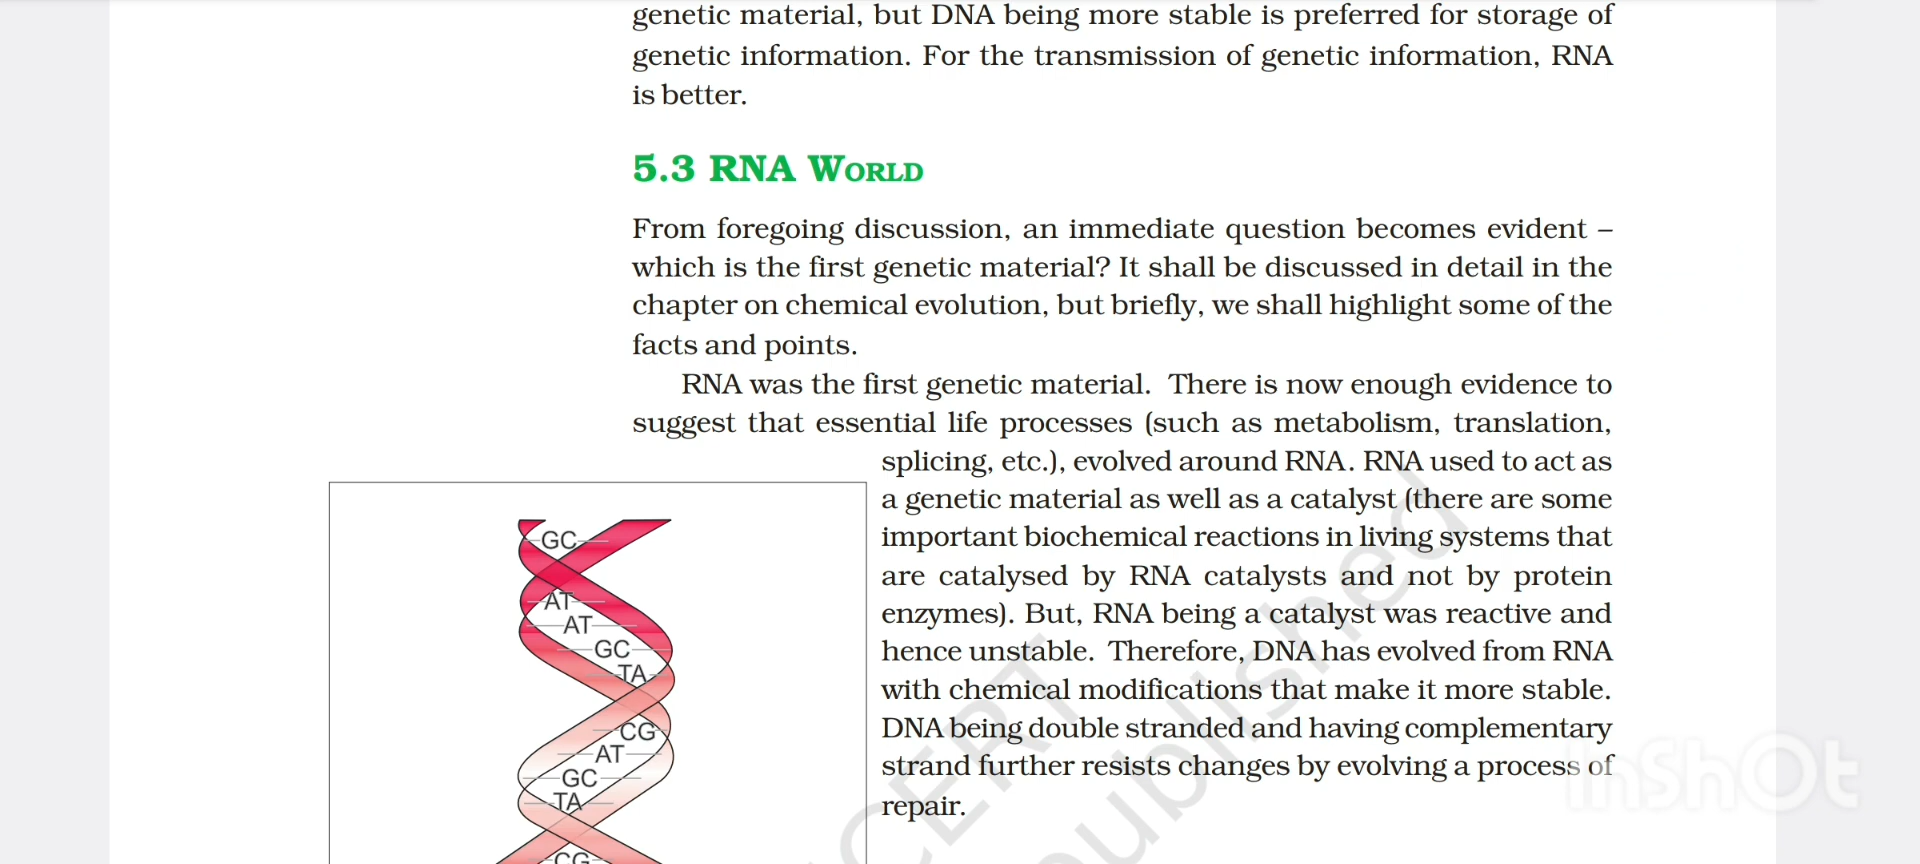 genetic material, but DNA being more stable is preferred for storage of
genetic information. For the transmission of genetic information, RNA
is better.
5.3 RNA WORLD
From foregoing discussion, an immediate question becomes evident –
which is the first genetic material? It shall be discussed in detail in the
chapter on chemical evolution, but briefly, we shall highlight some of the
facts and points.
RNA was the first genetic material. There is now enough evidence to
suggest that essential life processes (such as metabolism, translation,
splicing, etc.), evolved around RNA. RNA used to act as
a genetic material as well as a catalyst (there are some
important biochemical reactions in living systems that
are catalysed by RNA catalysts and not by protein
enzymes). But, RNA being a catalyst was reactive and
hence unstable. Therefore, DNA has evolved from RNA
with chemical modifications that make it more stable.
DNA being double stranded and having complementary
strand further resists changes by evolving a process of
repair.
GC
AT
AT
GC
TA
CG
AT
GC
TA
CG
InShOt